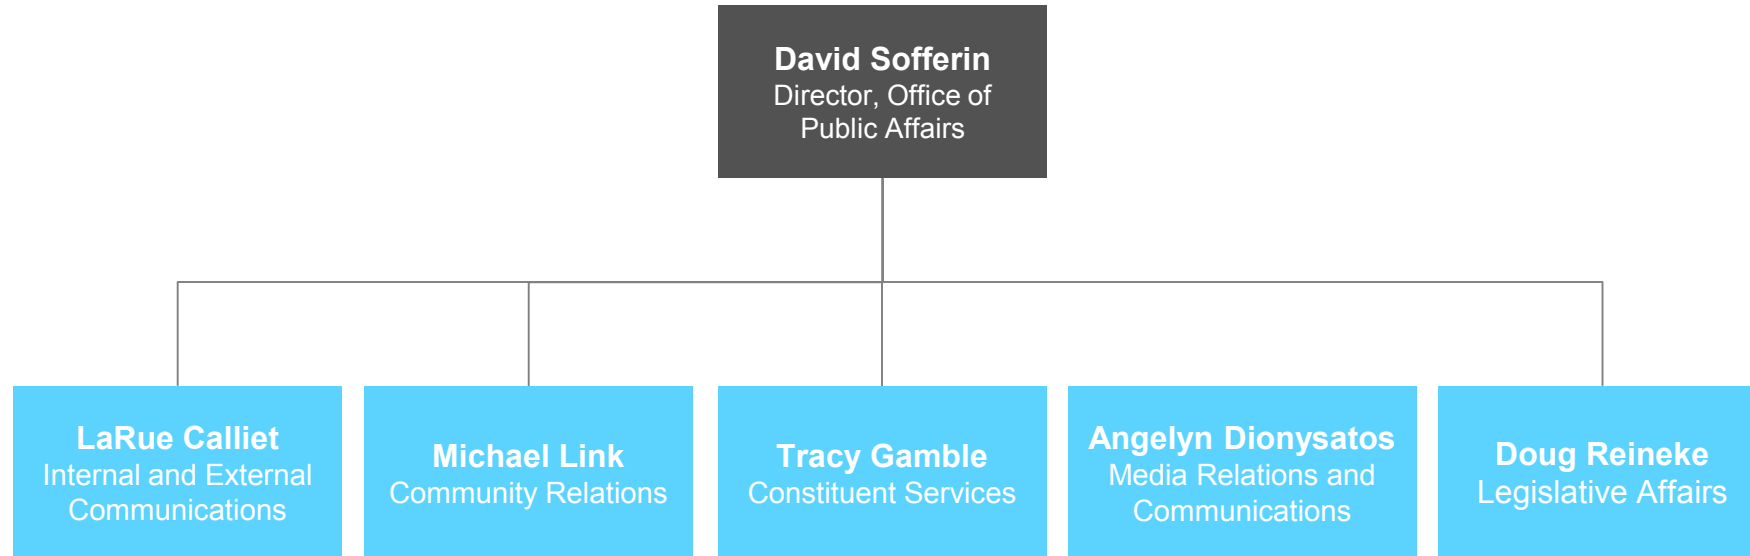 David Sofferin
Director, Office of
Public Affairs
LaRue Calliet
Internal and External
Communications
Michael Link
Community Relations
Tracy Gamble
Constituent Services
Angelyn Dionysatos
Media Relations and
Communications
Doug Reineke
Legislative Affairs